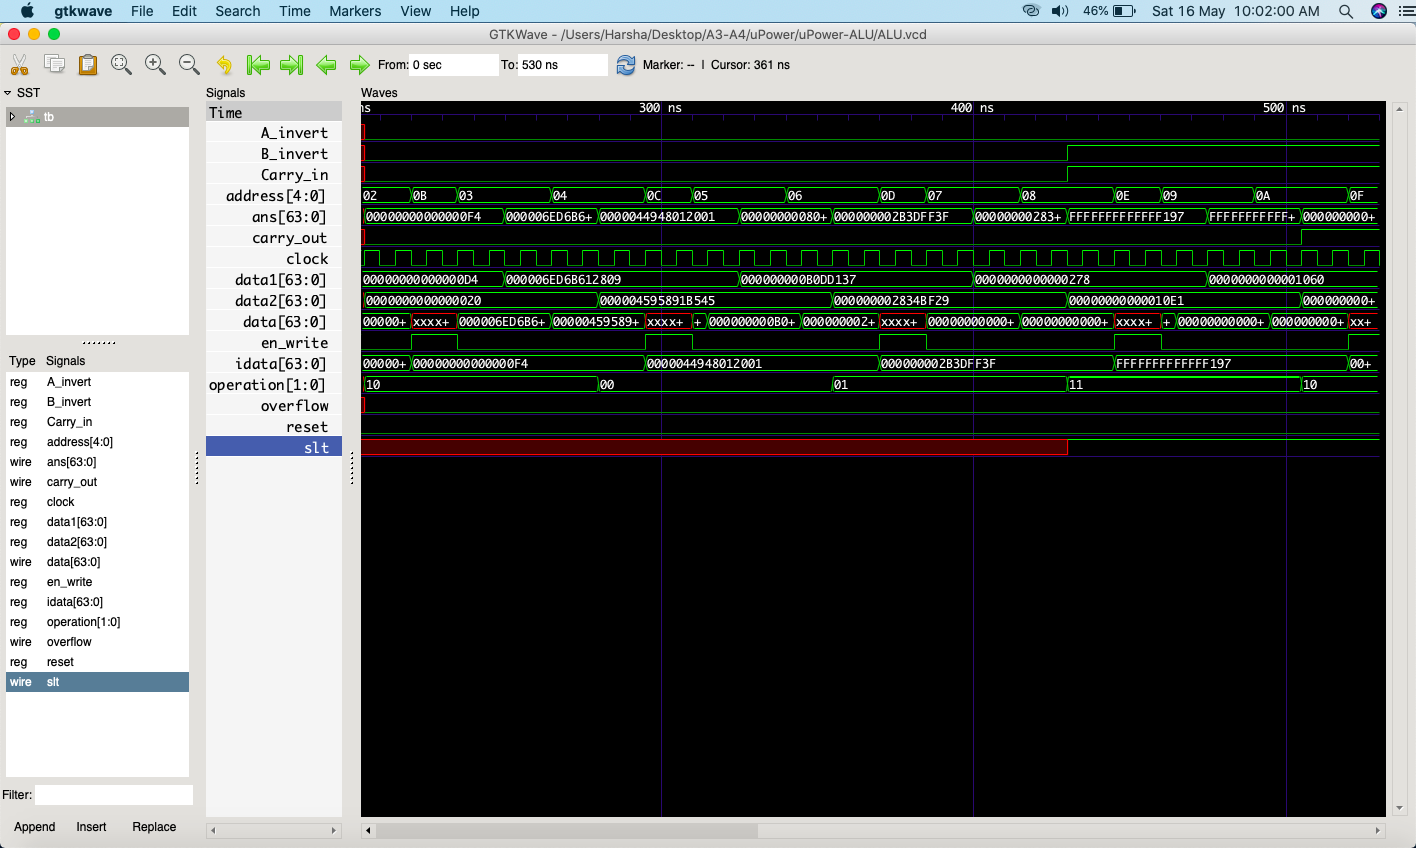 gtkwave File Edit Search Time Markers View Help 46% Sat 16 May 10:02:00 AM
GTKWave - /Users/Harsha/Desktop/A3-A4/uPower/uPower-ALU/ALU.vcd
From: 0 sec To: 530 ns Marker: -- | Cursor: 361 ns
SST
tb
Type Signals
reg A_invert
reg B_invert
reg Carry_in
reg address[4:0]
wire ans[63:0]
wire carry_out
reg clock
reg data1[63:0]
reg data2[63:0]
wire data[63:0]
reg en_write
reg idata[63:0]
reg operation[1:0]
wire overflow
reg reset
wire slt
Filter:
Append Insert Replace
Signals
Time
A_invert
B_invert
Carry_in
address[4:0]
ans[63:0]
carry_out
clock
data1[63:0]
data2[63:0]
data[63:0]
en_write
idata[63:0]
operation[1:0]
overflow
reset
slt
Waves
ns 300 ns 400 ns 500 ns
02 0B 03 04 0C 05 06 0D 07 08 0E 09 0A 0F
00000000000000F4 000006ED6B6+ 0000044948012001 00000000080+ 000000002B3DFF3F 00000000283+ FFFFFFFFFFFFF197 FFFFFFFFFFF+ 000000000+
00000000000000D4 000006ED6B612809 00000000B0DD137 0000000000000278 0000000000001060
0000000000000020 000004595891B545 000000002834BF29 00000000000010E1 000000000+
00000+ xxxx+ 000006ED6B6+ 00000459589+ xxxx+ + 000000000B0+ 000000002+ xxxx+ 00000000000+ 00000000000+ xxxx+ + 00000000000+ 000000000+ xx+
00000+ 00000000000000F4 0000044948012001 000000002B3DFF3F FFFFFFFFFFFFF197 00+
10 00 01 11 10